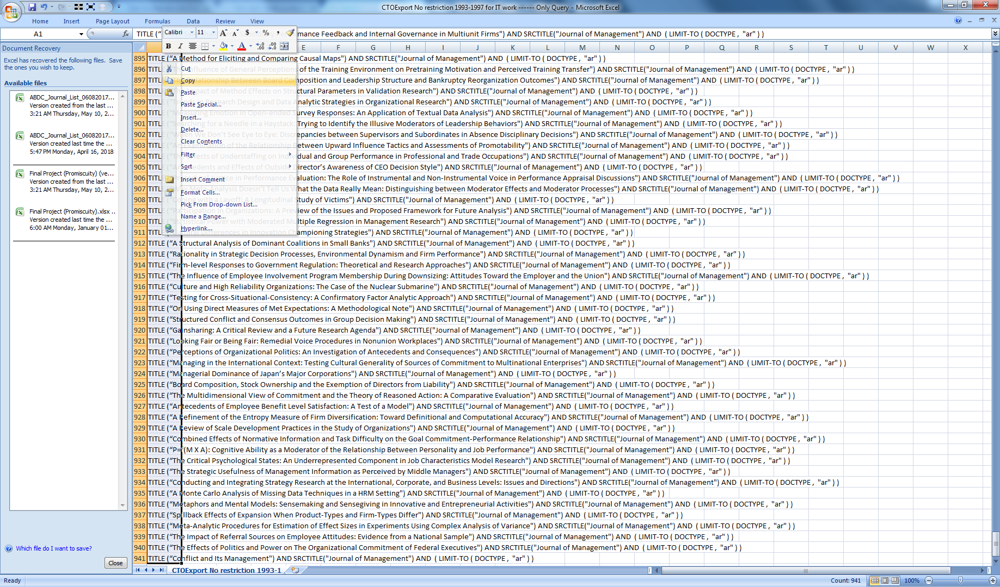 CTOExport No restriction 1993-1997 for IT work ------ Only Query - Microsoft Excel
Home Insert Page Layout Formulas Data Review View
A1 fx TITLE (“ mance Feedback and Internal Governance in Multiunit Firms") AND SRCTITLE("Journal of Management") AND ( LIMIT-TO ( DOCTYPE , "ar" ) )
Calibri 11 A A $ % ,
B I A
Document Recovery
Excel has recovered the following files. Save
the ones you wish to keep.
Available files
ABDC_Journal_List_06082017...
Version created from the last ...
3:21 AM Thursday, May 10, 2...
ABDC_Journal_List_06082017...
Version created last time the ...
5:47 PM Monday, April 16, 2018
Final Project (Promiscuity) (ve...
Version created from the last ...
3:21 AM Thursday, May 10, 2...
Final Project (Promiscuity).xlsx ...
Version created last time the ...
6:00 AM Monday, January 01...
Which file do I want to save?
Close
E F G H I J K L M N O P Q R S T U V W X
Cut
Copy
Paste
Paste Special...
Insert...
Delete...
Clear Contents
Filter
Sort
Insert Comment
Format Cells...
Pick From Drop-down List...
Name a Range...
Hyperlink...
895 TITLE (“A Method for Eliciting and Comparing Causal Maps") AND SRCTITLE("Journal of Management") AND ( LIMIT-TO ( DOCTYPE , "ar" ) )
896 TITLE Influence of General Perceptions of the Training Environment on Pretraining Motivation and Perceived Training Transfer") AND SRCTITLE("Journal of Management") AND ( LIMIT-TO ( DOCTYPE , "ar" ) )
897 TITLE Relationship Between Board Composition and Leadership Structure and Bankruptcy Reorganization Outcomes") AND SRCTITLE("Journal of Management") AND ( LIMIT-TO ( DOCTYPE , "ar" ) )
898 TITLE Impact of Method Effects on Structural Parameters in Validation Research") AND SRCTITLE("Journal of Management") AND ( LIMIT-TO ( DOCTYPE , "ar" ) )
899 TITLE Research Design and Data Analytic Strategies in Organizational Research") AND SRCTITLE("Journal of Management") AND ( LIMIT-TO ( DOCTYPE , "ar" ) )
900 TITLE Measuring Emotion in Open-ended Survey Responses: An Application of Textual Data Analysis") AND SRCTITLE("Journal of Management") AND ( LIMIT-TO ( DOCTYPE , "ar" ) )
901 TITLE Searching for a Needle in a Haystack: Trying to Identify the Illusive Moderators of Leadership Behaviors") AND SRCTITLE("Journal of Management") AND ( LIMIT-TO ( DOCTYPE , "ar" ) )
902 TITLE When We Don’t See Eye to Eye: Discrepancies between Supervisors and Subordinates in Absence Disciplinary Decisions") AND SRCTITLE("Journal of Management") AND ( LIMIT-TO ( DOCTYPE , "ar" ) )
903 TITLE Examination of the Relationship Between Upward Influence Tactics and Assessments of Promotability") AND SRCTITLE("Journal of Management") AND ( LIMIT-TO ( DOCTYPE , "ar" ) )
904 TITLE Effects of Understaffing on Individual and Group Performance in Professional and Trade Occupations") AND SRCTITLE("Journal of Management") AND ( LIMIT-TO ( DOCTYPE , "ar" ) )
905 TITLE Antecedents and Effects of Outside Director’s Awareness of CEO Decision Style") AND SRCTITLE("Journal of Management") AND ( LIMIT-TO ( DOCTYPE , "ar" ) )
906 TITLE in Performance Evaluation: The Role of Instrumental and Non-Instrumental Voice in Performance Appraisal Discussions") AND SRCTITLE("Journal of Management") AND ( LIMIT-TO ( DOCTYPE , "ar" ) )
907 TITLE Meta-Analysis Doesn’t Tell Us What the Data Really Mean: Distinguishing between Moderator Effects and Moderator Processes") AND SRCTITLE("Journal of Management") AND ( LIMIT-TO ( DOCTYPE , "ar" ) )
908 TITLE Coping with a Layoff: A Longitudinal Study of Victims") AND SRCTITLE("Journal of Management") AND ( LIMIT-TO ( DOCTYPE , "ar" ) )
909 TITLE Participation in Organizations: A Preview of the Issues and Proposed Framework for Future Analysis") AND SRCTITLE("Journal of Management") AND ( LIMIT-TO ( DOCTYPE , "ar" ) )
910 TITLE Statistical Power with Moderated Multiple Regression in Management Research") AND SRCTITLE("Journal of Management") AND ( LIMIT-TO ( DOCTYPE , "ar" ) )
911 TITLE Cultural Differences in Innovation Championing Strategies") AND SRCTITLE("Journal of Management") AND ( LIMIT-TO ( DOCTYPE , "ar" ) )
912 TITLE (“A Structural Analysis of Dominant Coalitions in Small Banks") AND SRCTITLE("Journal of Management") AND ( LIMIT-TO ( DOCTYPE , "ar" ) )
913 TITLE (“Rationality in Strategic Decision Processes, Environmental Dynamism and Firm Performance") AND SRCTITLE("Journal of Management") AND ( LIMIT-TO ( DOCTYPE , "ar" ) )
914 TITLE (“Firm-level Responses to Government Regulation: Theoretical and Research Approaches") AND SRCTITLE("Journal of Management") AND ( LIMIT-TO ( DOCTYPE , "ar" ) )
915 TITLE (“The Influence of Employee Involvement Program Membership During Downsizing: Attitudes Toward the Employer and the Union") AND SRCTITLE("Journal of Management") AND ( LIMIT-TO ( DOCTYPE , "ar" ) )
916 TITLE (“Culture and High Reliability Organizations: The Case of the Nuclear Submarine") AND SRCTITLE("Journal of Management") AND ( LIMIT-TO ( DOCTYPE , "ar" ) )
917 TITLE (“Testing for Cross-Situational-Consistency: A Confirmatory Factor Analytic Approach") AND SRCTITLE("Journal of Management") AND ( LIMIT-TO ( DOCTYPE , "ar" ) )
918 TITLE (“On Using Direct Measures of Met Expectations: A Methodological Note") AND SRCTITLE("Journal of Management") AND ( LIMIT-TO ( DOCTYPE , "ar" ) )
919 TITLE (“Structured Conflict and Consensus Outcomes in Group Decision Making") AND SRCTITLE("Journal of Management") AND ( LIMIT-TO ( DOCTYPE , "ar" ) )
920 TITLE (“Gainsharing: A Critical Review and a Future Research Agenda") AND SRCTITLE("Journal of Management") AND ( LIMIT-TO ( DOCTYPE , "ar" ) )
921 TITLE (“Looking Fair or Being Fair: Remedial Voice Procedures in Nonunion Workplaces") AND SRCTITLE("Journal of Management") AND ( LIMIT-TO ( DOCTYPE , "ar" ) )
922 TITLE (“Perceptions of Organizational Politics: An Investigation of Antecedents and Consequences") AND SRCTITLE("Journal of Management") AND ( LIMIT-TO ( DOCTYPE , "ar" ) )
923 TITLE (“Managing in the International Context: Testing Cultural Generality of Sources of Commitment to Multinational Enterprises") AND SRCTITLE("Journal of Management") AND ( LIMIT-TO ( DOCTYPE , "ar" ) )
924 TITLE (“Managerial Dominance of Japan’s Major Corporations") AND SRCTITLE("Journal of Management") AND ( LIMIT-TO ( DOCTYPE , "ar" ) )
925 TITLE (“Board Composition, Stock Ownership and the Exemption of Directors from Liability") AND SRCTITLE("Journal of Management") AND ( LIMIT-TO ( DOCTYPE , "ar" ) )
926 TITLE (“The Multidimensional View of Commitment and the Theory of Reasoned Action: A Comparative Evaluation") AND SRCTITLE("Journal of Management") AND ( LIMIT-TO ( DOCTYPE , "ar" ) )
927 TITLE (“Antecedents of Employee Benefit Level Satisfaction: A Test of a Model") AND SRCTITLE("Journal of Management") AND ( LIMIT-TO ( DOCTYPE , "ar" ) )
928 TITLE (“A Refinement of the Entropy Measure of Firm Diversification: Toward Definitional and Computational Accuracy") AND SRCTITLE("Journal of Management") AND ( LIMIT-TO ( DOCTYPE , "ar" ) )
929 TITLE (“A Review of Scale Development Practices in the Study of Organizations") AND SRCTITLE("Journal of Management") AND ( LIMIT-TO ( DOCTYPE , "ar" ) )
930 TITLE (“Combined Effects of Normative Information and Task Difficulty on the Goal Commitment-Performance Relationship") AND SRCTITLE("Journal of Management") AND ( LIMIT-TO ( DOCTYPE , "ar" ) )
931 TITLE (“P=f(M X A): Cognitive Ability as a Moderator of the Relationship Between Personality and Job Performance") AND SRCTITLE("Journal of Management") AND ( LIMIT-TO ( DOCTYPE , "ar" ) )
932 TITLE (“The Critical Psychological States: An Underrepresented Component in Job Characteristics Model Research") AND SRCTITLE("Journal of Management") AND ( LIMIT-TO ( DOCTYPE , "ar" ) )
933 TITLE (“The Strategic Usefulness of Management Information as Perceived by Middle Managers") AND SRCTITLE("Journal of Management") AND ( LIMIT-TO ( DOCTYPE , "ar" ) )
934 TITLE (“Conducting and Integrating Strategy Research at the International, Corporate, and Business Levels: Issues and Directions") AND SRCTITLE("Journal of Management") AND ( LIMIT-TO ( DOCTYPE , "ar" ) )
935 TITLE (“A Monte Carlo Analysis of Missing Data Techniques in a HRM Setting") AND SRCTITLE("Journal of Management") AND ( LIMIT-TO ( DOCTYPE , "ar" ) )
936 TITLE (“Metaphors and Mental Models: Sensemaking and Sensegiving in Innovative and Entrepreneurial Activities") AND SRCTITLE("Journal of Management") AND ( LIMIT-TO ( DOCTYPE , "ar" ) )
937 TITLE (“Spillback Effects of Expansion When Product-Types and Firm-Types Differ") AND SRCTITLE("Journal of Management") AND ( LIMIT-TO ( DOCTYPE , "ar" ) )
938 TITLE (“Meta-Analytic Procedures for Estimation of Effect Sizes in Experiments Using Complex Analysis of Variance") AND SRCTITLE("Journal of Management") AND ( LIMIT-TO ( DOCTYPE , "ar" ) )
939 TITLE (“The Impact of Referral Sources on Employee Attitudes: Evidence from a National Sample") AND SRCTITLE("Journal of Management") AND ( LIMIT-TO ( DOCTYPE , "ar" ) )
940 TITLE (“The Effects of Politics and Power on The Organizational Commitment of Federal Executives") AND SRCTITLE("Journal of Management") AND ( LIMIT-TO ( DOCTYPE , "ar" ) )
941 TITLE (“Conflict and Its Management") AND SRCTITLE("Journal of Management") AND ( LIMIT-TO ( DOCTYPE , "ar" ) )
CTOExport No restriction 1993-1
Ready Count: 941 100%